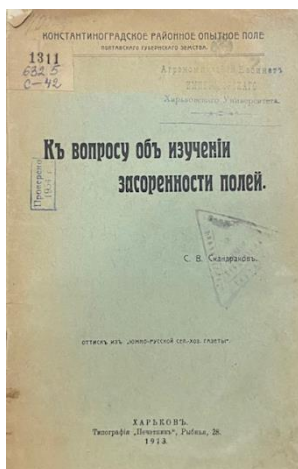 КОНСТАНТИНОГРАДСКОЕ РАЙОННОЕ ОПЫТНОЕ ПОЛЕ
ПОЛТАВСКАГО ГУБЕРНСКАГО ЗЕМСТВА.
1311
632.5
С-42
Харьковскаго Университета.
Къ вопросу объ изученіи
засоренности полей.
Проверено
С. В. Скандраковъ.
ОТТИСКЪ ИЗЪ „ЮЖНО-РУССКОЙ СЕЛ.-ХОЗ. ГАЗЕТЫ“.
ХАРЬКОВЪ.
Типографія „Печатникъ“, Рыбная, 28.
1913.